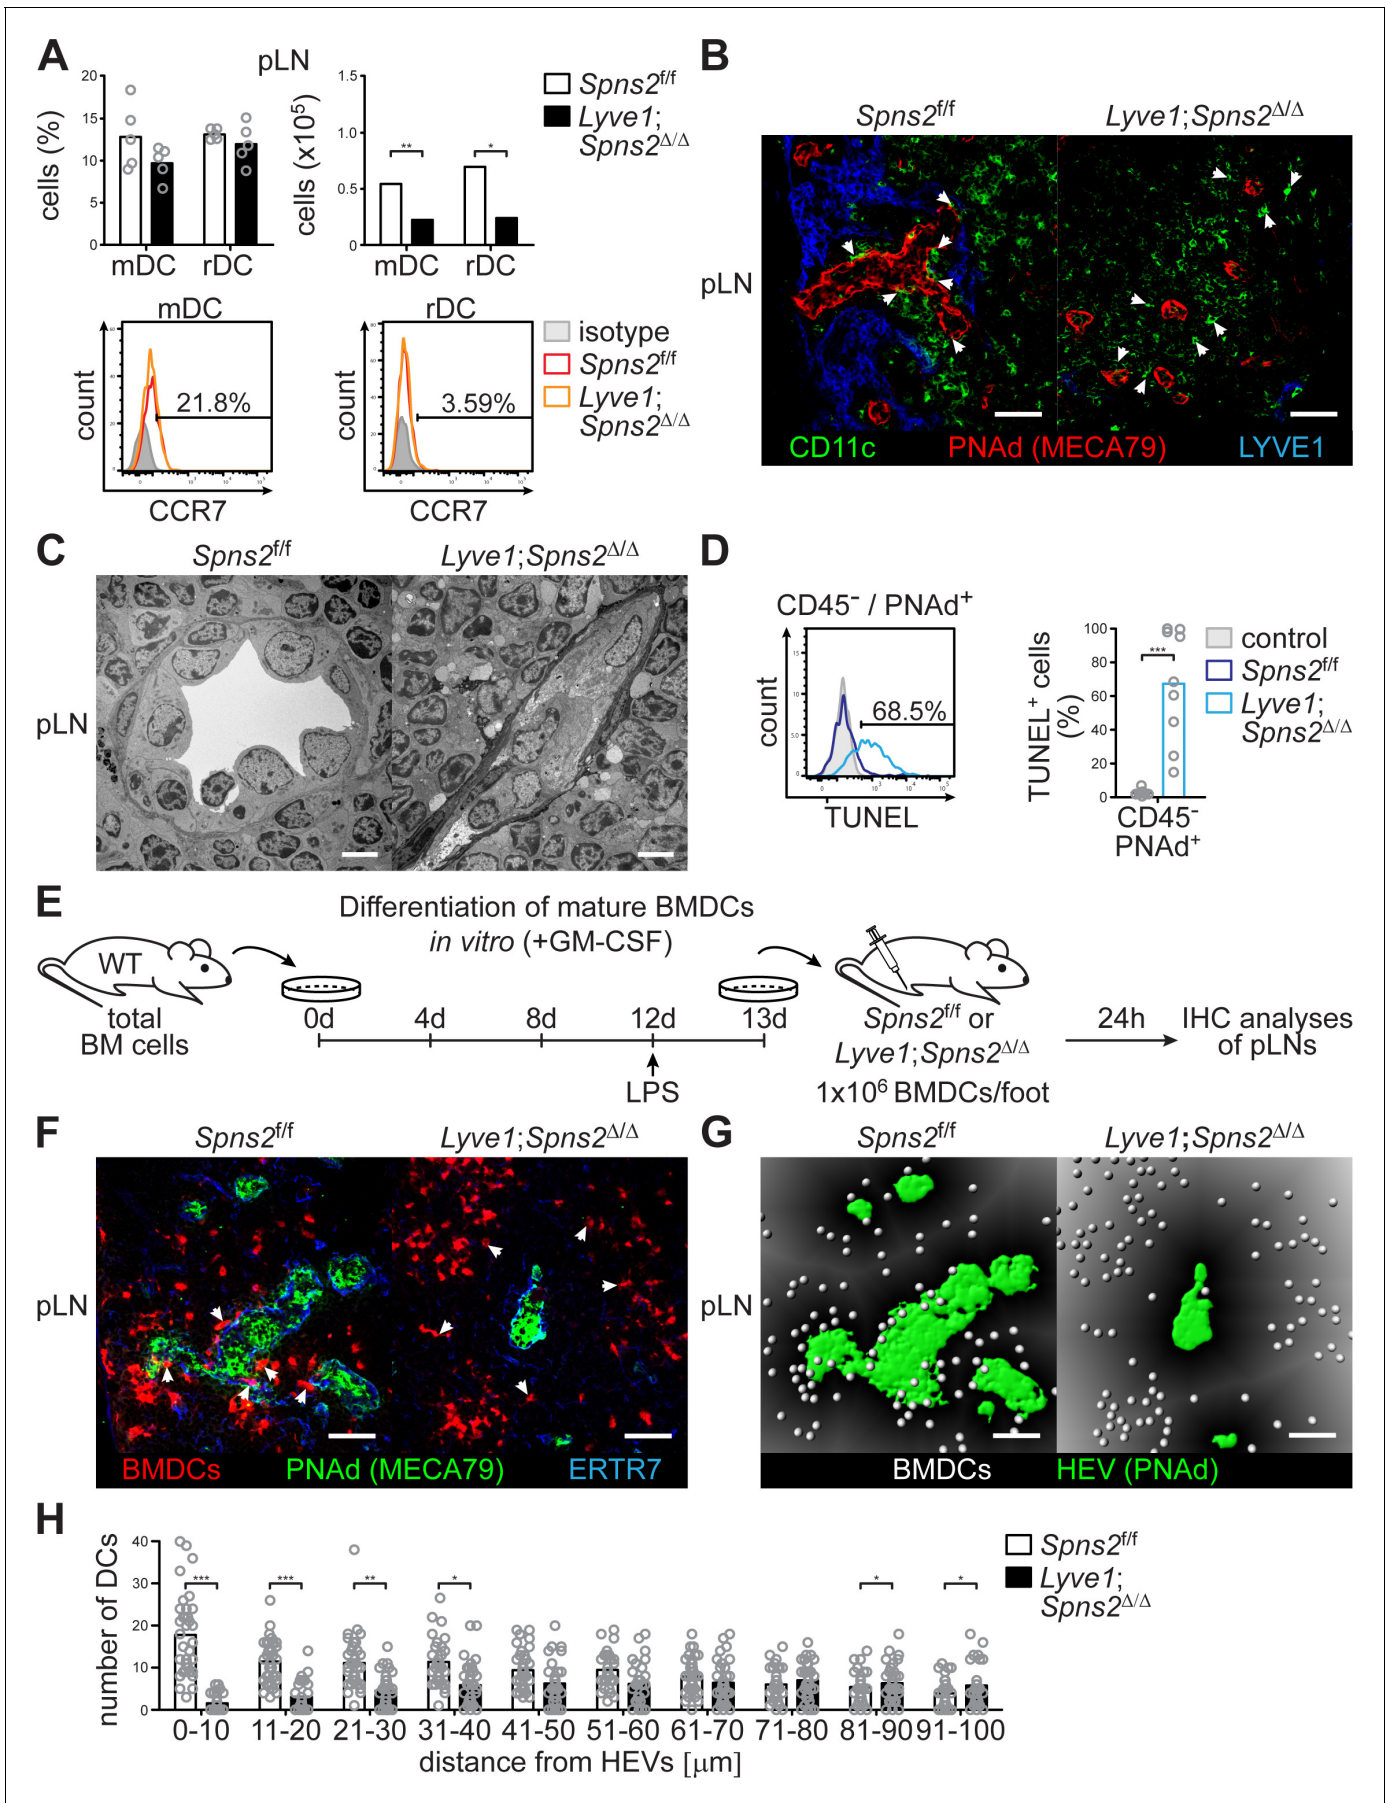 A
pLN
cells (%)
20
15
10
5
0
mDC
rDC
cells (x10⁵)
1.5
1.0
0.5
0
**
*
mDC
rDC
Spns2f/f
Lyve1;
Spns2Δ/Δ
mDC
count
21.8%
CCR7
rDC
count
3.59%
CCR7
isotype
Spns2f/f
Lyve1;
Spns2Δ/Δ
B
Spns2f/f
Lyve1;Spns2Δ/Δ
pLN
CD11c
PNAd (MECA79)
LYVE1
C
Spns2f/f
Lyve1;Spns2Δ/Δ
pLN
D
CD45⁻ / PNAd⁺
count
15
10
5.0
0
68.5%
TUNEL
TUNEL⁺ cells
(%)
100
80
60
40
20
0
***
CD45⁻
PNAd⁺
control
Spns2f/f
Lyve1;
Spns2Δ/Δ
E
Differentiation of mature BMDCs
in vitro (+GM-CSF)
WT
total
BM cells
0d
4d
8d
12d
13d
LPS
Spns2f/f or
Lyve1;Spns2Δ/Δ
1x10⁶ BMDCs/foot
24h
IHC analyses
of pLNs
F
Spns2f/f
Lyve1;Spns2Δ/Δ
pLN
BMDCs
PNAd (MECA79)
ERTR7
G
Spns2f/f
Lyve1;Spns2Δ/Δ
pLN
BMDCs
HEV (PNAd)
H
number of DCs
40
30
20
10
0
***
***
**
*
*
*
0-10
11-20
21-30
31-40
41-50
51-60
61-70
71-80
81-90
91-100
distance from HEVs [μm]
Spns2f/f
Lyve1;
Spns2Δ/Δ